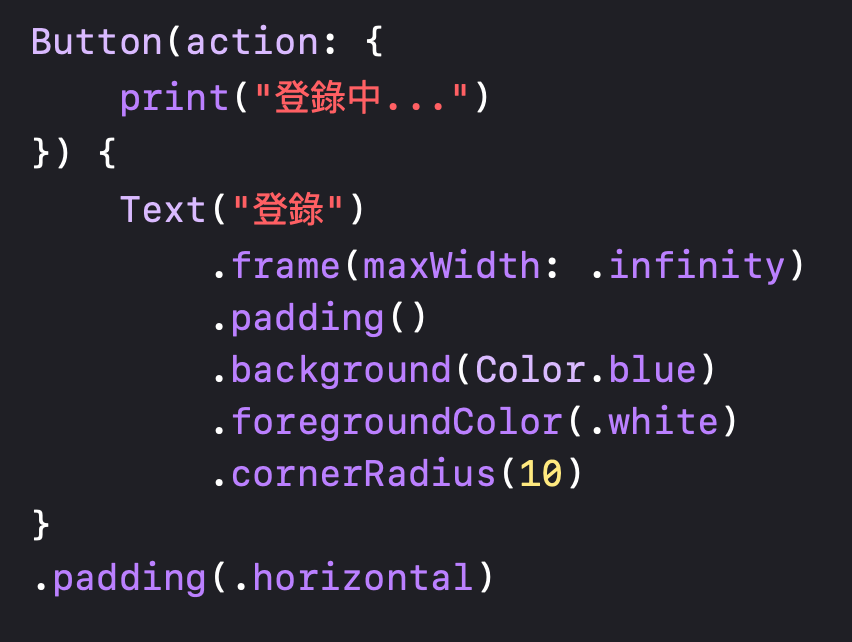 Button(action: {
    print("登錄中...")
}) {
    Text("登錄")
        .frame(maxWidth: .infinity)
        .padding()
        .background(Color.blue)
        .foregroundColor(.white)
        .cornerRadius(10)
}
.padding(.horizontal)